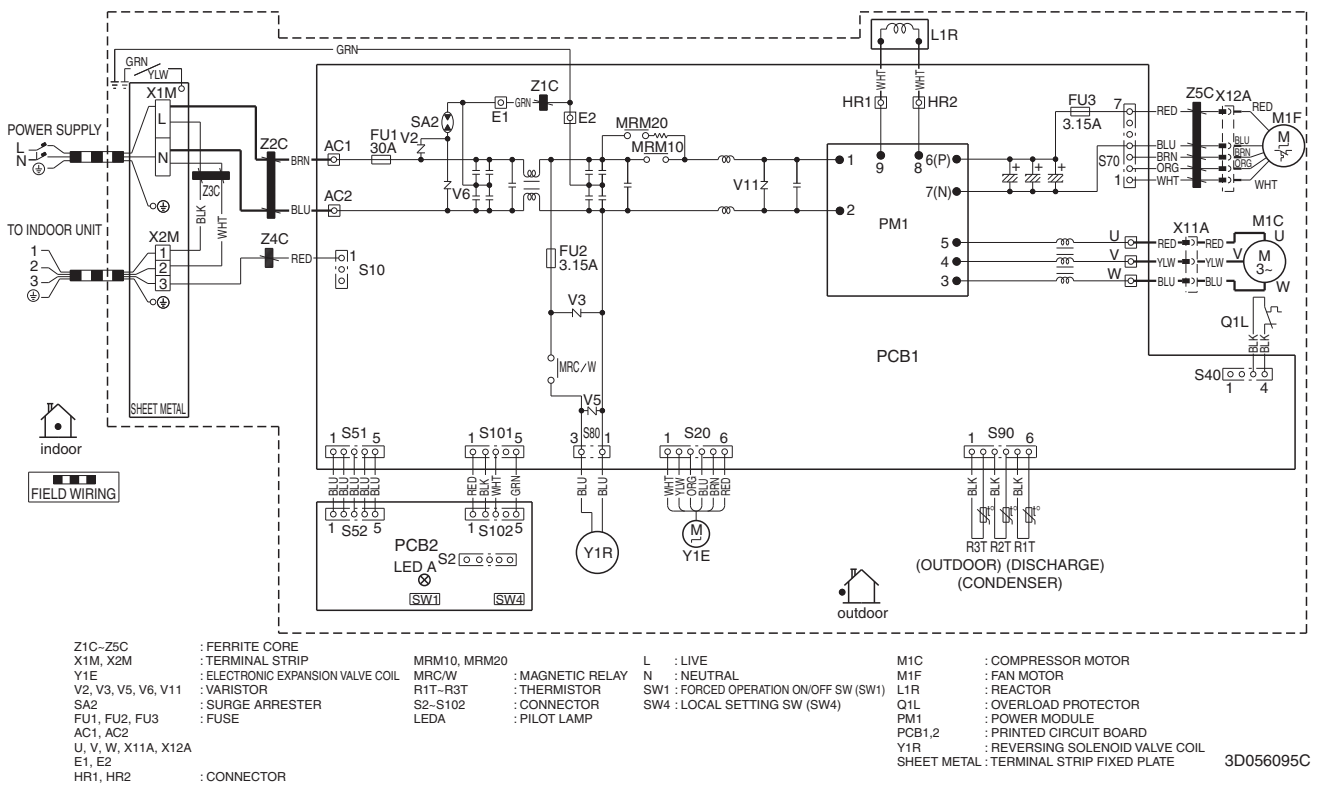 GRN
L1R
GRN
YLW
X1M
L
N
WHT
WHT
HR1
HR2
POWER SUPPLY
L
N
Z2C
BRN
BLU
AC1
AC2
FU1
30A
V2
SA2
E1
GRN
Z1C
E2
V6
MRM20
MRM10
V11
1
2
9
8
6(P)
7(N)
PM1
5
4
3
FU3
3.15A
7
S70
1
RED
BLU
BRN
ORG
WHT
Z5C
X12A
RED
BLU
BRN
ORG
WHT
M1F
M
Z3C
BLK
WHT
TO INDOOR UNIT
1
2
3
X2M
1
2
3
Z4C
RED
1
S10
FU2
3.15A
V3
MRC/W
V5
U
V
W
RED
YLW
BLU
X11A
RED
YLW
BLU
M1C
U
V
W
M
3~
Q1L
BLK
BLK
S40
1 4
PCB1
SHEET METAL
indoor
FIELD WIRING
1 S51 5
BLU
BLU
BLU
BLU
BLU
1 S52 5
1 S101 5
RED
BLK
WHT
GRN
1 S102 5
3 S80 1
BLU
BLU
Y1R
1 S20 6
WHT
YLW
ORG
BLU
BRN
RED
M
Y1E
1 S90 6
BLK
BLK
BLK
t°
t°
t°
R3T R2T R1T
(OUTDOOR) (DISCHARGE)
(CONDENSER)
PCB2
LED A
S2
SW1
SW4
outdoor
Z1C~Z5C : FERRITE CORE
X1M, X2M : TERMINAL STRIP
Y1E : ELECTRONIC EXPANSION VALVE COIL
V2, V3, V5, V6, V11 : VARISTOR
SA2 : SURGE ARRESTER
FU1, FU2, FU3 : FUSE
AC1, AC2
U, V, W, X11A, X12A
E1, E2
HR1, HR2 : CONNECTOR
MRM10, MRM20
MRC/W : MAGNETIC RELAY
R1T~R3T : THERMISTOR
S2~S102 : CONNECTOR
LEDA : PILOT LAMP
L : LIVE
N : NEUTRAL
SW1 : FORCED OPERATION ON/OFF SW (SW1)
SW4 : LOCAL SETTING SW (SW4)
M1C : COMPRESSOR MOTOR
M1F : FAN MOTOR
L1R : REACTOR
Q1L : OVERLOAD PROTECTOR
PM1 : POWER MODULE
PCB1,2 : PRINTED CIRCUIT BOARD
Y1R : REVERSING SOLENOID VALVE COIL
SHEET METAL : TERMINAL STRIP FIXED PLATE
3D056095C